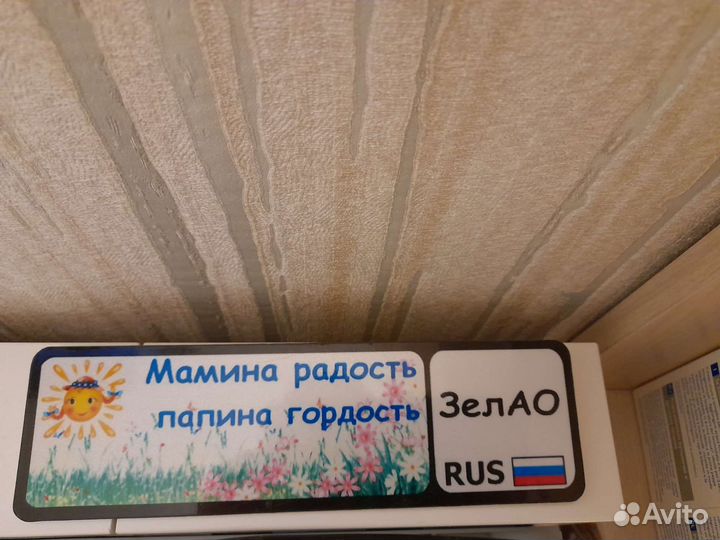 Мамина радость
папина гордость
ЗелАО
RUS
Avito